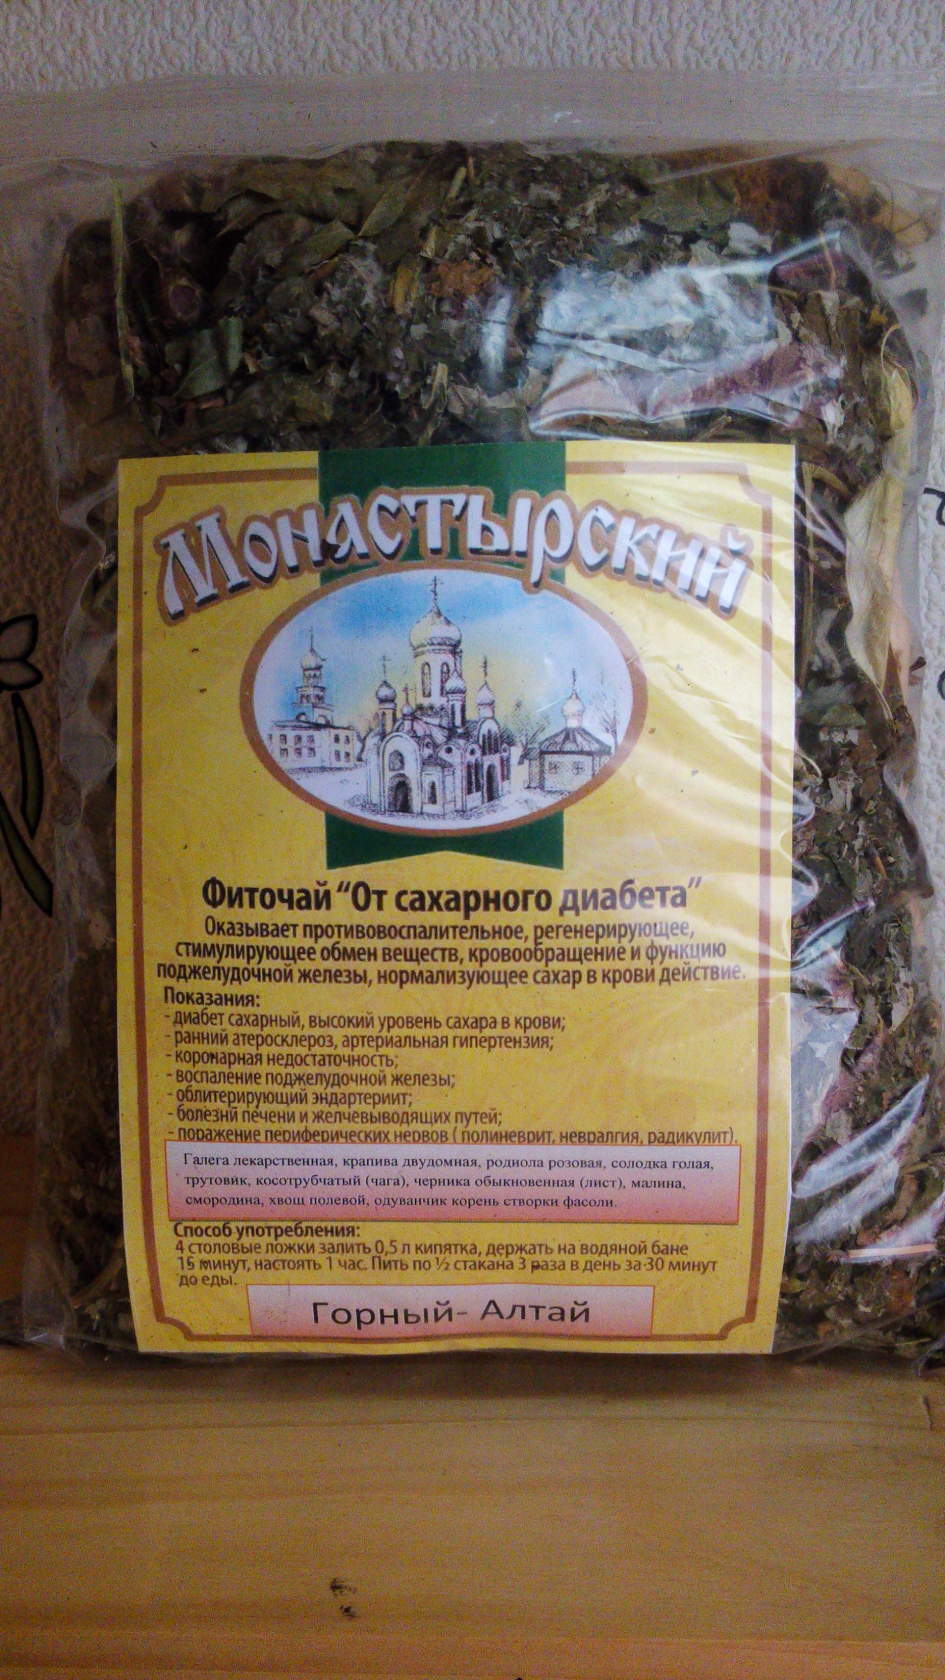 Монастырский
Фиточай “От сахарного диабета”
Оказывает противовоспалительное, регенерирующее,
стимулирующее обмен веществ, кровообращение и функцию
поджелудочной железы, нормализующее сахар в крови действие.
Показания:
- диабет сахарный, высокий уровень сахара в крови;
- ранний атеросклероз, артериальная гипертензия;
- коронарная недостаточность;
- воспаление поджелудочной железы;
- облитерирующий эндартериит;
- болезни печени и желчевыводящих путей;
- поражение периферических нервов ( полиневрит, невралгия, радикулит).
Галега лекарственная, крапива двудомная, родиола розовая, солодка голая,
трутовик, косотрубчатый (чага), черника обыкновенная (лист), малина,
смородина, хвощ полевой, одуванчик корень створки фасоли.
Способ употребления:
4 столовые ложки залить 0,5 л кипятка, держать на водяной бане
15 минут, настоять 1 час. Пить по ½ стакана 3 раза в день за 30 минут
до еды.
Горный- Алтай